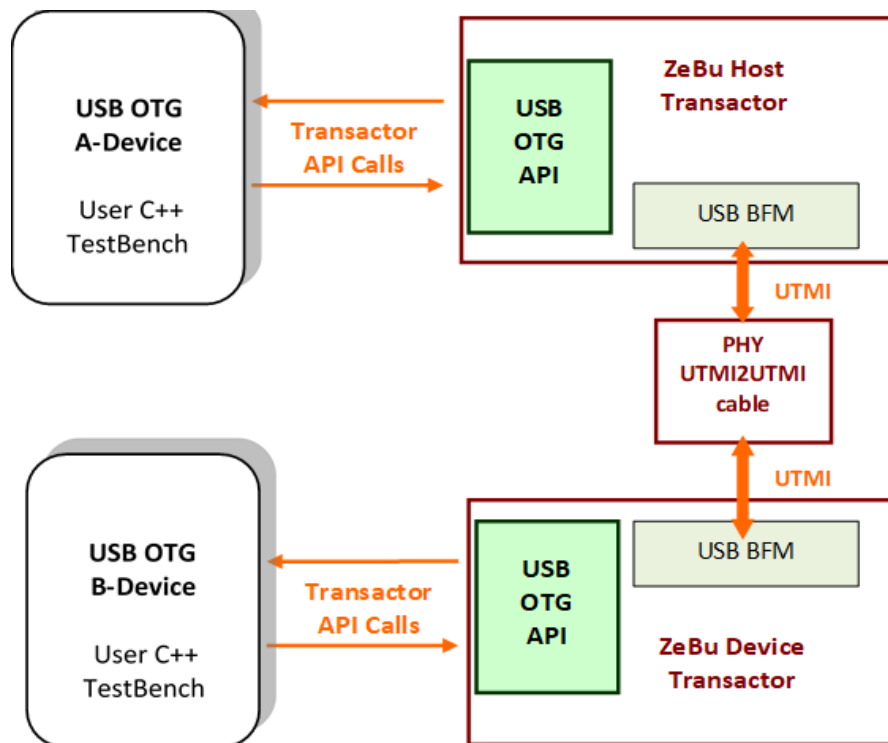 USB OTG
A-Device
User C++
TestBench
Transactor
API Calls
USB
OTG
API
ZeBu Host
Transactor
USB BFM
UTMI
PHY
UTMI2UTMI
cable
UTMI
USB OTG
B-Device
User C++
TestBench
Transactor
API Calls
USB
OTG
API
USB BFM
ZeBu Device
Transactor